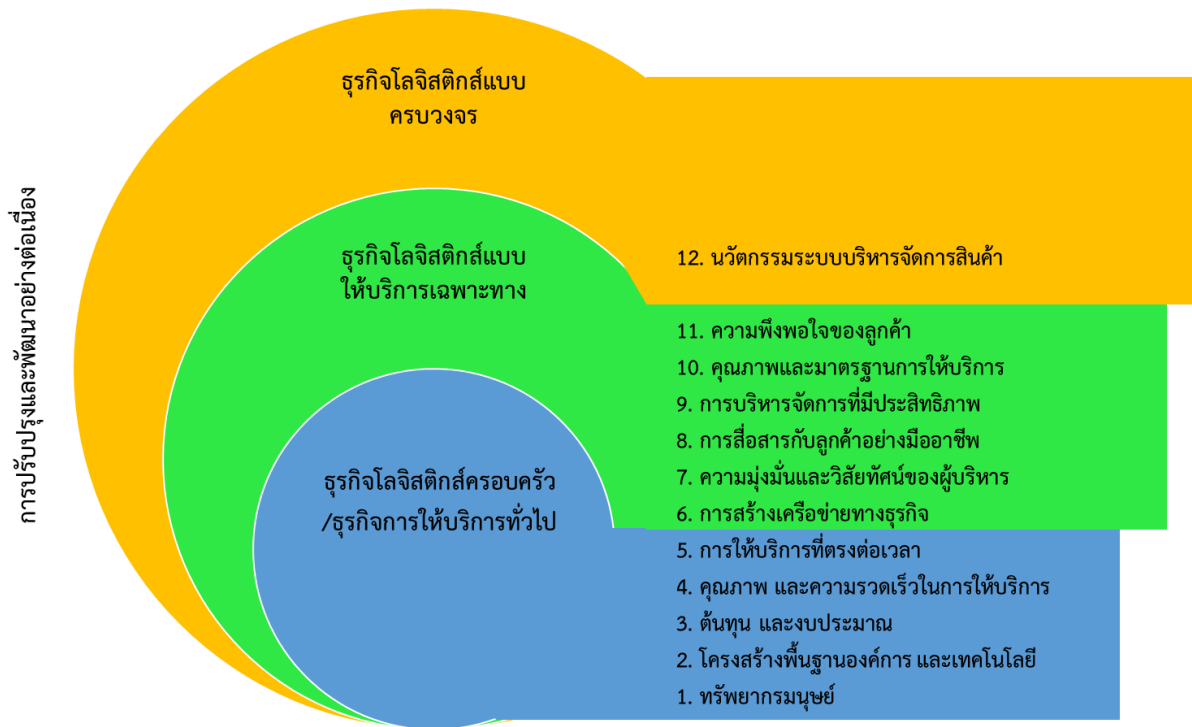 การปรับปรุงและพัฒนาอย่างต่อเนื่อง
ธุรกิจโลจิสติกส์แบบ
ครบวงจร
ธุรกิจโลจิสติกส์แบบ
ให้บริการเฉพาะทาง
ธุรกิจโลจิสติกส์ครอบครัว
/ธุรกิจการให้บริการทั่วไป
12. นวัตกรรมระบบบริหารจัดการสินค้า
11. ความพึงพอใจของลูกค้า
10. คุณภาพและมาตรฐานการให้บริการ
9. การบริหารจัดการที่มีประสิทธิภาพ
8. การสื่อสารกับลูกค้าอย่างมืออาชีพ
7. ความมุ่งมั่นและวิสัยทัศน์ของผู้บริหาร
6. การสร้างเครือข่ายทางธุรกิจ
5. การให้บริการที่ตรงต่อเวลา
4. คุณภาพ และความรวดเร็วในการให้บริการ
3. ต้นทุน และงบประมาณ
2. โครงสร้างพื้นฐานองค์การ และเทคโนโลยี
1. ทรัพยากรมนุษย์